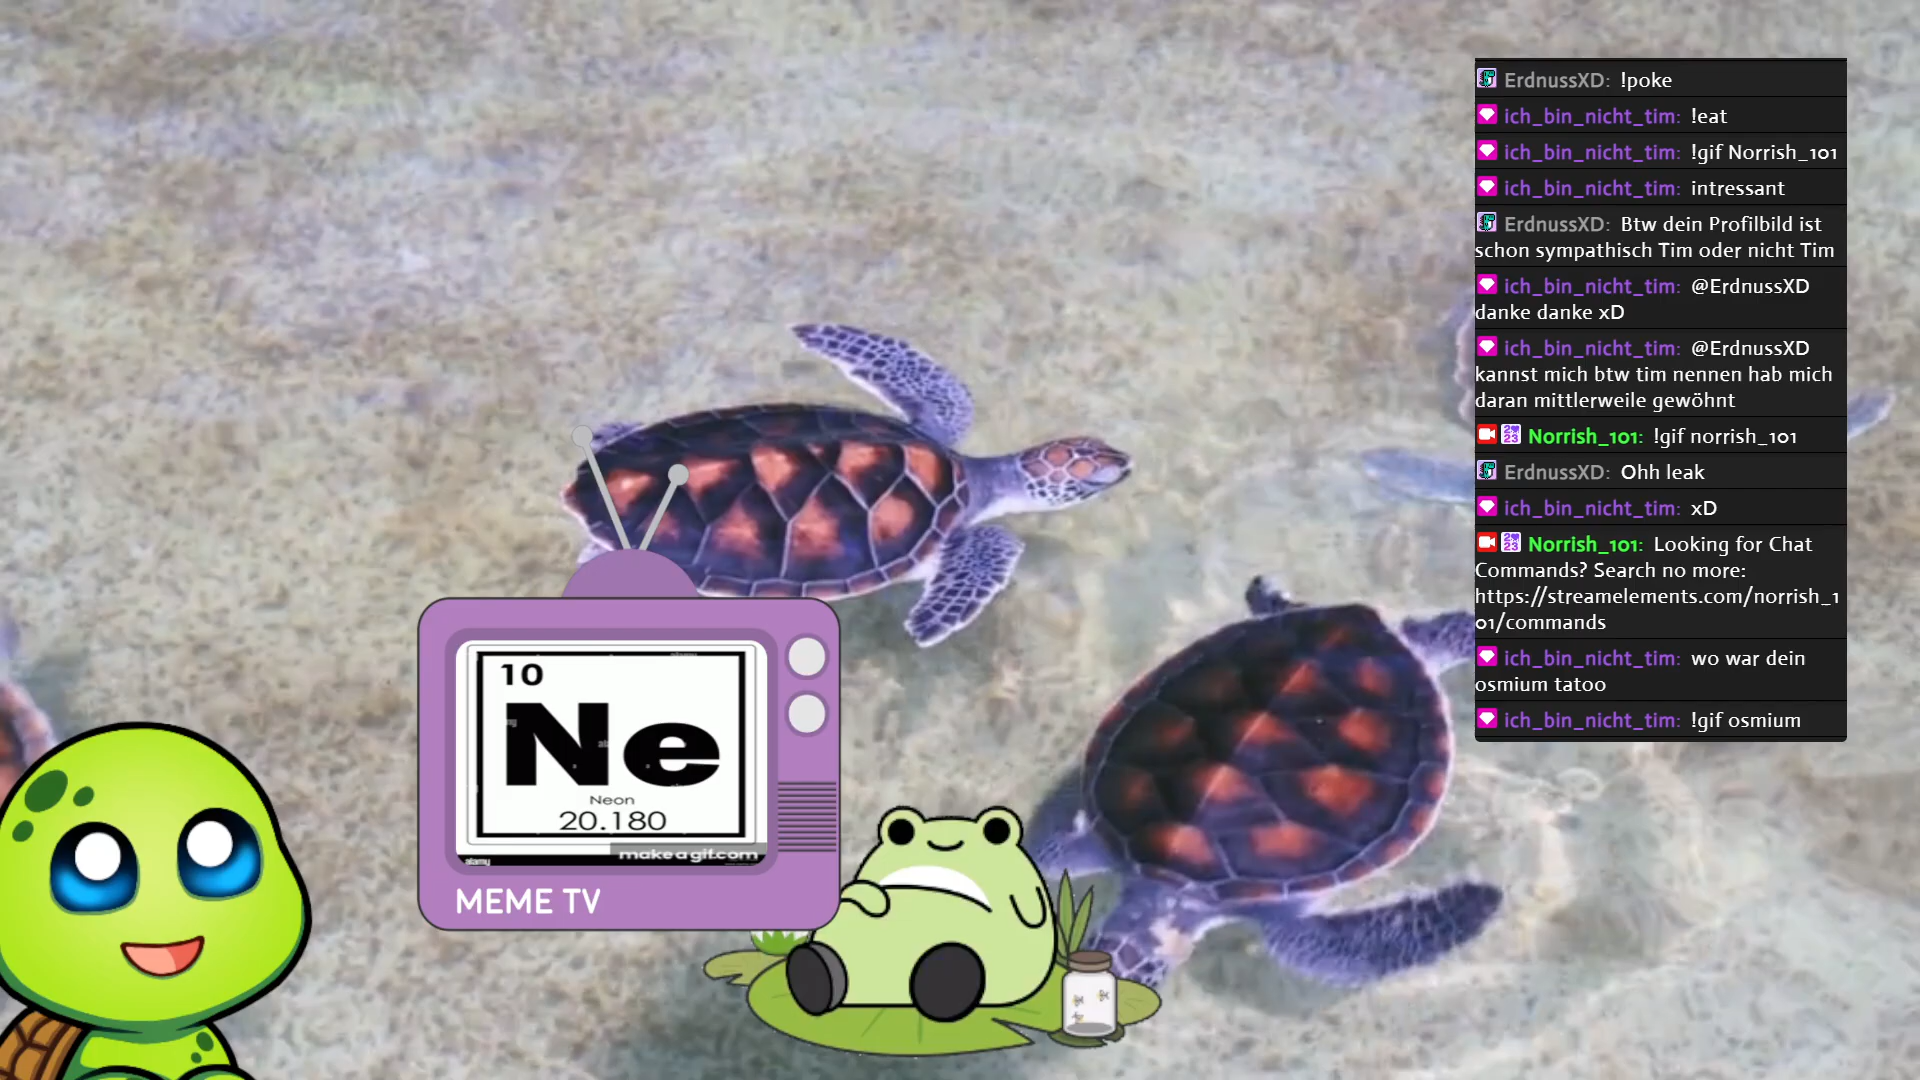 ErdnussXD: !poke
ich_bin_nicht_tim: !eat
ich_bin_nicht_tim: !gif Norrish_101
ich_bin_nicht_tim: intressant
ErdnussXD: Btw dein Profilbild ist
schon sympathisch Tim oder nicht Tim
ich_bin_nicht_tim: @ErdnussXD
danke danke xD
ich_bin_nicht_tim: @ErdnussXD
kannst mich btw tim nennen hab mich
daran mittlerweile gewöhnt
Norrish_101: !gif norrish_101
ErdnussXD: Ohh leak
ich_bin_nicht_tim: xD
Norrish_101: Looking for Chat
Commands? Search no more:
https://streamelements.com/norrish_1
01/commands
ich_bin_nicht_tim: wo war dein
osmium tatoo
ich_bin_nicht_tim: !gif osmium
10
Ne
Neon
20.180
makeagif.com
alamy
MEME TV